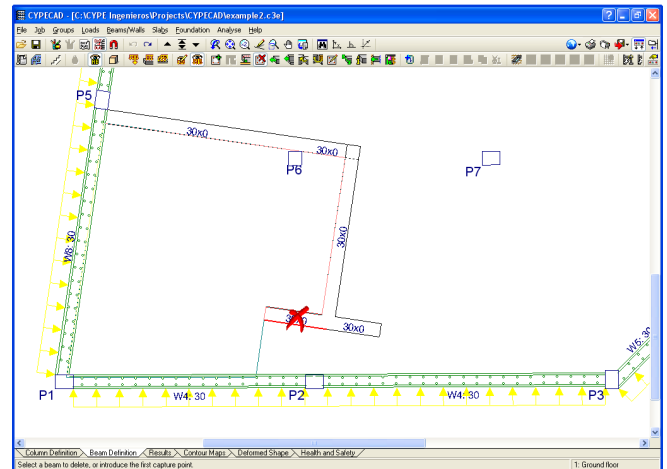 CYPECAD - [C:\CYPE Ingenieros\Projects\CYPECAD\example2.c3e]
File Job Groups Loads Beams/Walls Slabs Foundation Analyse Help
P5
30x0
30x0
P6
P7
W8: 30
30x0
30x0
W5: 30
P1
W4: 30
P2
W4: 30
P3
Column Definition Beam Definition Results Contour Maps Deformed Shape Health and Safety
Select a beam to delete, or introduce the first capture point.
1: Ground floor